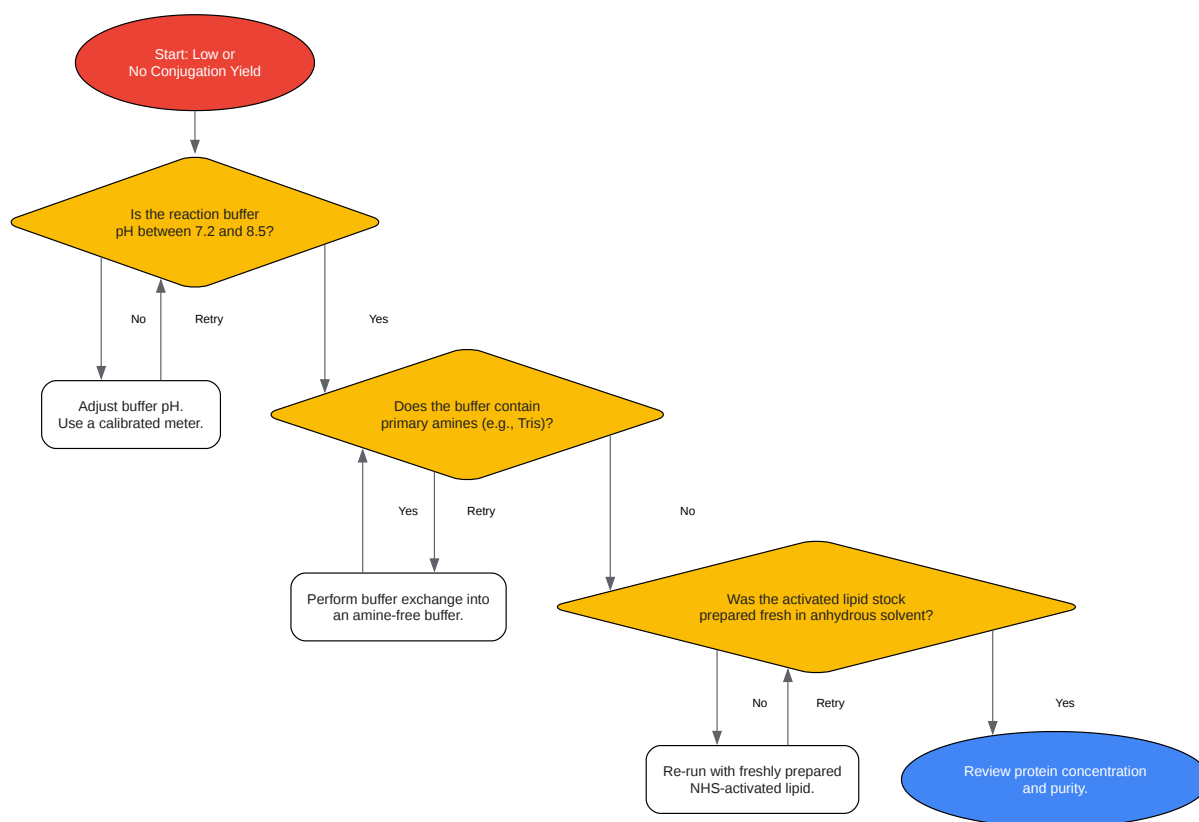 Start: Low or
No Conjugation Yield
Is the reaction buffer
pH between 7.2 and 8.5?
No
Retry
Yes
Adjust buffer pH.
Use a calibrated meter.
Does the buffer contain
primary amines (e.g., Tris)?
Yes
Retry
No
Perform buffer exchange into
an amine-free buffer.
Was the activated lipid stock
prepared fresh in anhydrous solvent?
No
Retry
Yes
Re-run with freshly prepared
NHS-activated lipid.
Review protein concentration
and purity.